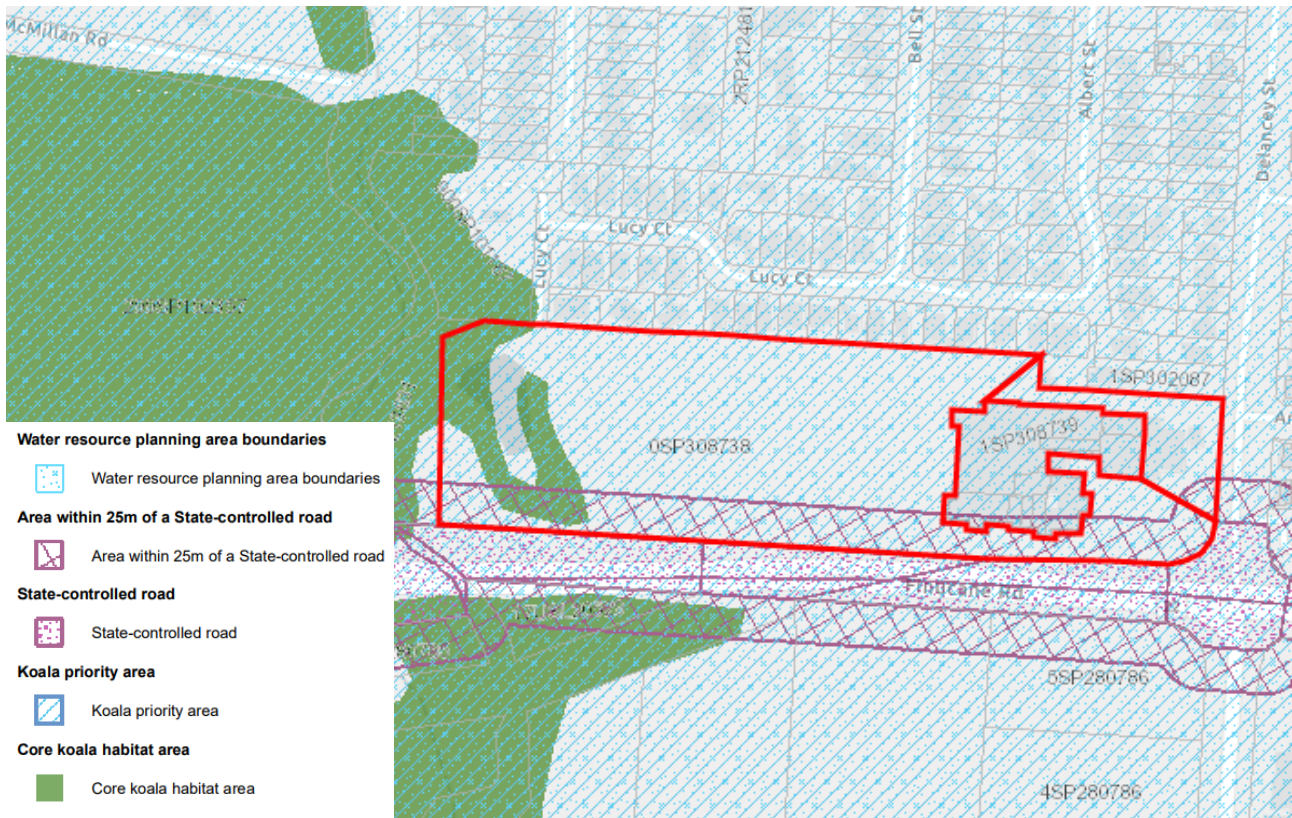 McMillan Rd
2RP212481
Bell St
Albert St
Delancey St
Lucy Ct
Lucy Ct
Lucy Ct
1SP302087
0SP308738
1SP308739
5SP280786
4SP280786
Water resource planning area boundaries
Water resource planning area boundaries
Area within 25m of a State-controlled road
Area within 25m of a State-controlled road
State-controlled road
State-controlled road
Koala priority area
Koala priority area
Core koala habitat area
Core koala habitat area